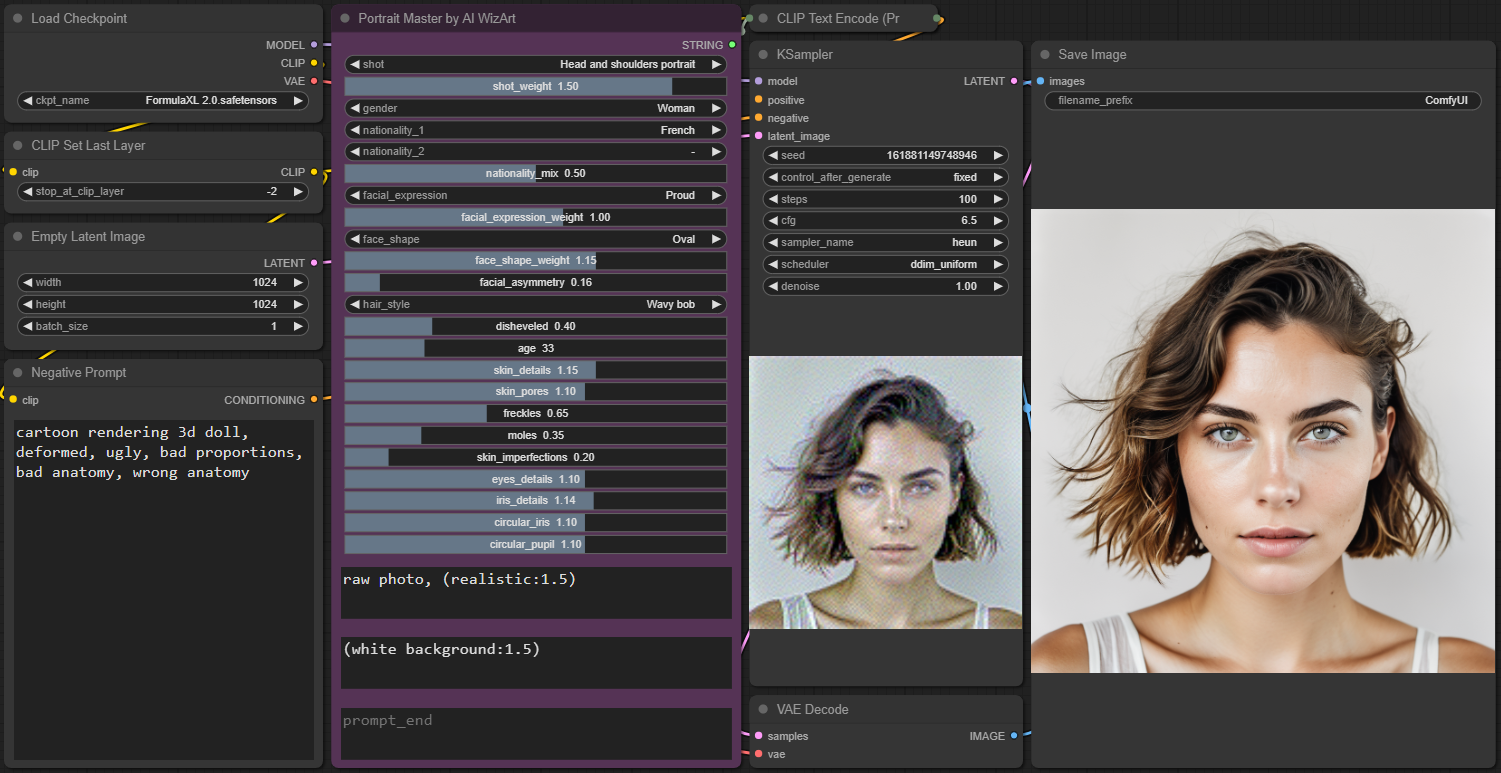 Load Checkpoint
MODEL
CLIP
VAE
ckpt_name FormulaXL 2.0.safetensors
CLIP Set Last Layer
clip CLIP
stop_at_clip_layer -2
Empty Latent Image
LATENT
width 1024
height 1024
batch_size 1
Negative Prompt
clip CONDITIONING
cartoon rendering 3d doll,
deformed, ugly, bad proportions,
bad anatomy, wrong anatomy
Portrait Master by AI WizArt
STRING
shot Head and shoulders portrait
shot_weight 1.50
gender Woman
nationality_1 French
nationality_2 -
nationality_mix 0.50
facial_expression Proud
facial_expression_weight 1.00
face_shape Oval
face_shape_weight 1.15
facial_asymmetry 0.16
hair_style Wavy bob
disheveled 0.40
age 33
skin_details 1.15
skin_pores 1.10
freckles 0.65
moles 0.35
skin_imperfections 0.20
eyes_details 1.10
iris_details 1.14
circular_iris 1.10
circular_pupil 1.10
raw photo, (realistic:1.5)
(white background:1.5)
prompt_end
CLIP Text Encode (Pr
KSampler
model LATENT
positive
negative
latent_image
seed 161881149748946
control_after_generate fixed
steps 100
cfg 6.5
sampler_name heun
scheduler ddim_uniform
denoise 1.00
VAE Decode
samples IMAGE
vae
Save Image
images
filename_prefix ComfyUI